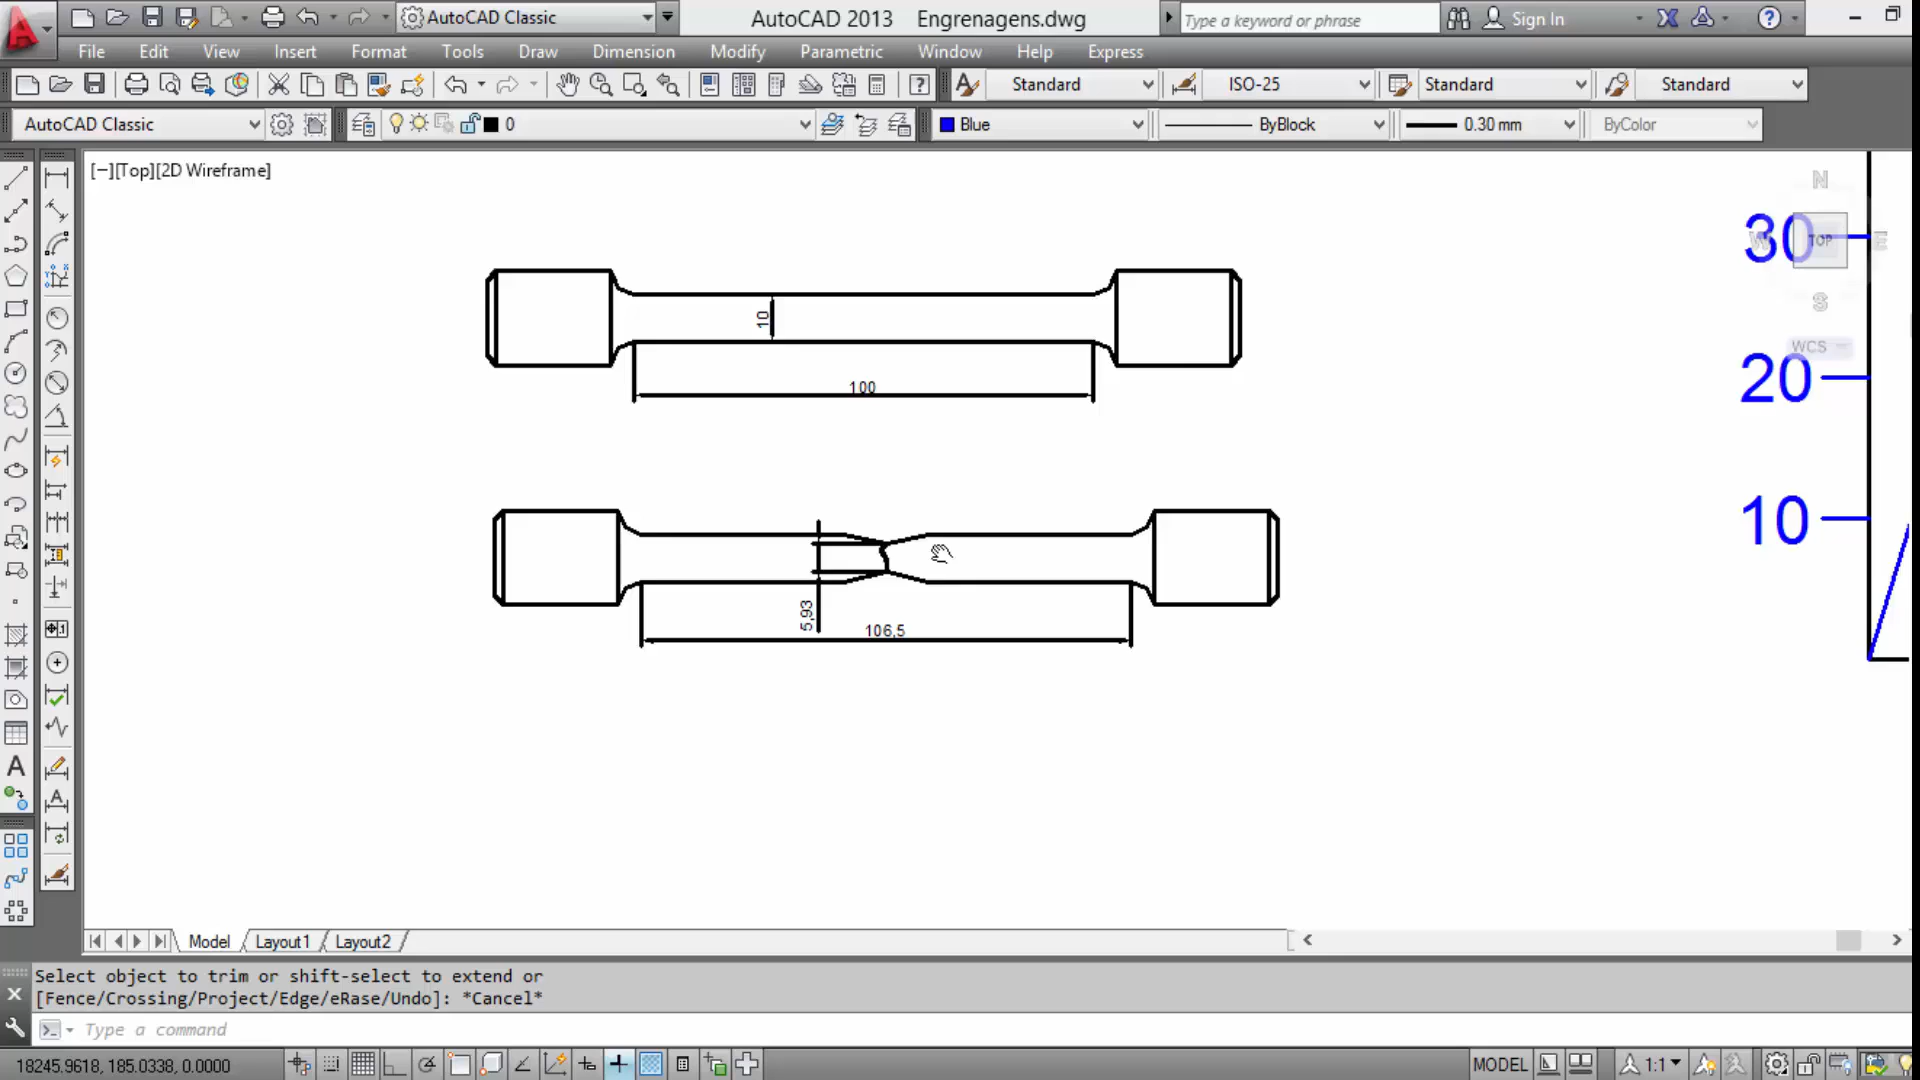 AutoCAD Classic
AutoCAD 2013 Engrenagens.dwg
Type a keyword or phrase
Sign In
File Edit View Insert Format Tools Draw Dimension Modify Parametric Window Help Express
Standard
ISO-25
Standard
Standard
AutoCAD Classic
0
Blue
ByBlock
0.30 mm
ByColor
[−][Top][2D Wireframe]
N
W
TOP
E
S
WCS
30
20
10
10
100
5,93
106,5
Model Layout1 Layout2
Select object to trim or shift-select to extend or
[Fence/Crossing/Project/Edge/eRase/Undo]: *Cancel*
Type a command
18245.9618, 185.0338, 0.0000
MODEL
1:1